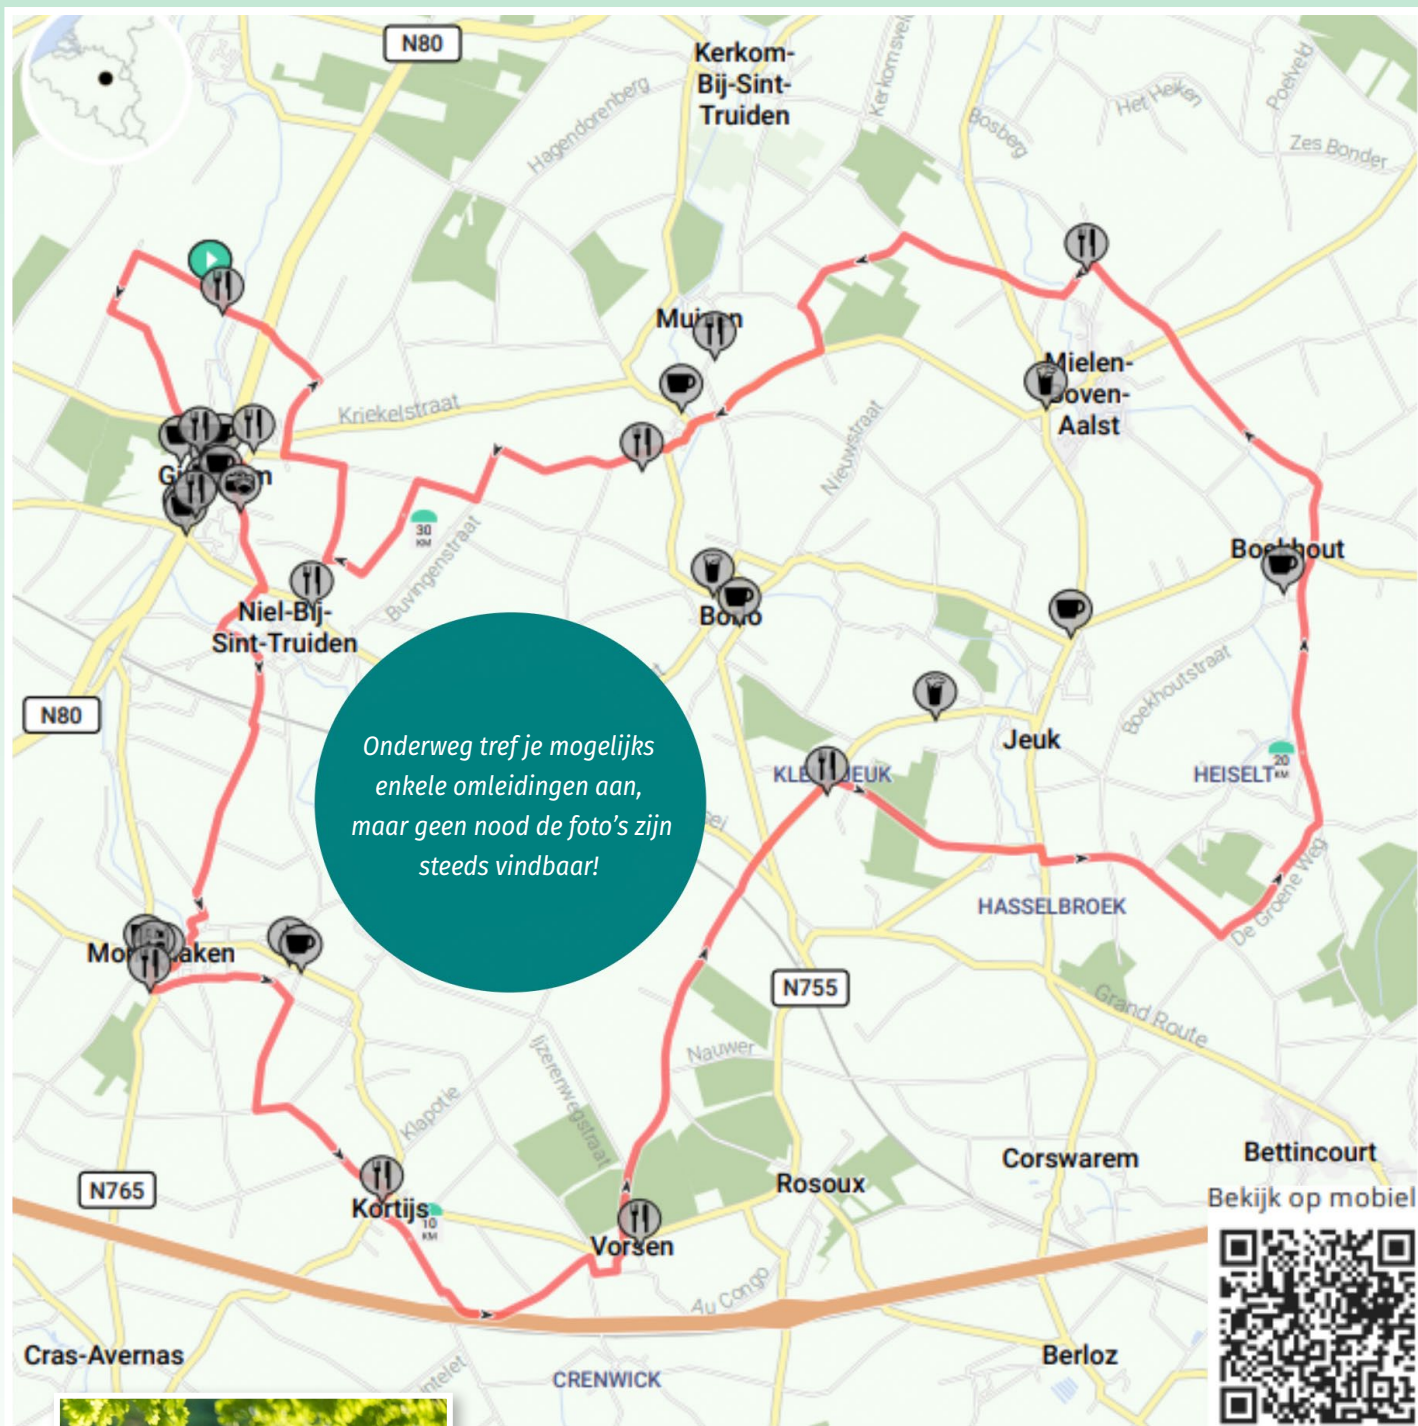 N80
Kerkom-
Bij-Sint-
Truiden
Kerkomsveld
Hagendorenberg
Bosberg
Het Heiken
Poelveld
Zes Bonder
Kriekelstraat
Nieuwstraat
Mielen-
Boven-
Aalst
30
KM
Buvingenstraat
Niel-Bij-
Sint-Truiden
Boekhout
Boekhoutstraat
N80
Onderweg tref je mogelijks
enkele omleidingen aan,
maar geen nood de foto's zijn
steeds vindbaar!
Jeuk
HEISELT
20
KM
HASSELBROEK
De Groene Weg
N755
Grand Route
Nauwer
Ijzerenwegstraat
Klapotie
N765
Kortijs
10
KM
Vorsen
Rosoux
Corswarem
Bettincourt
Bekijk op mobiel
Au Congo
Cras-Avernas
CRENWICK
Berloz